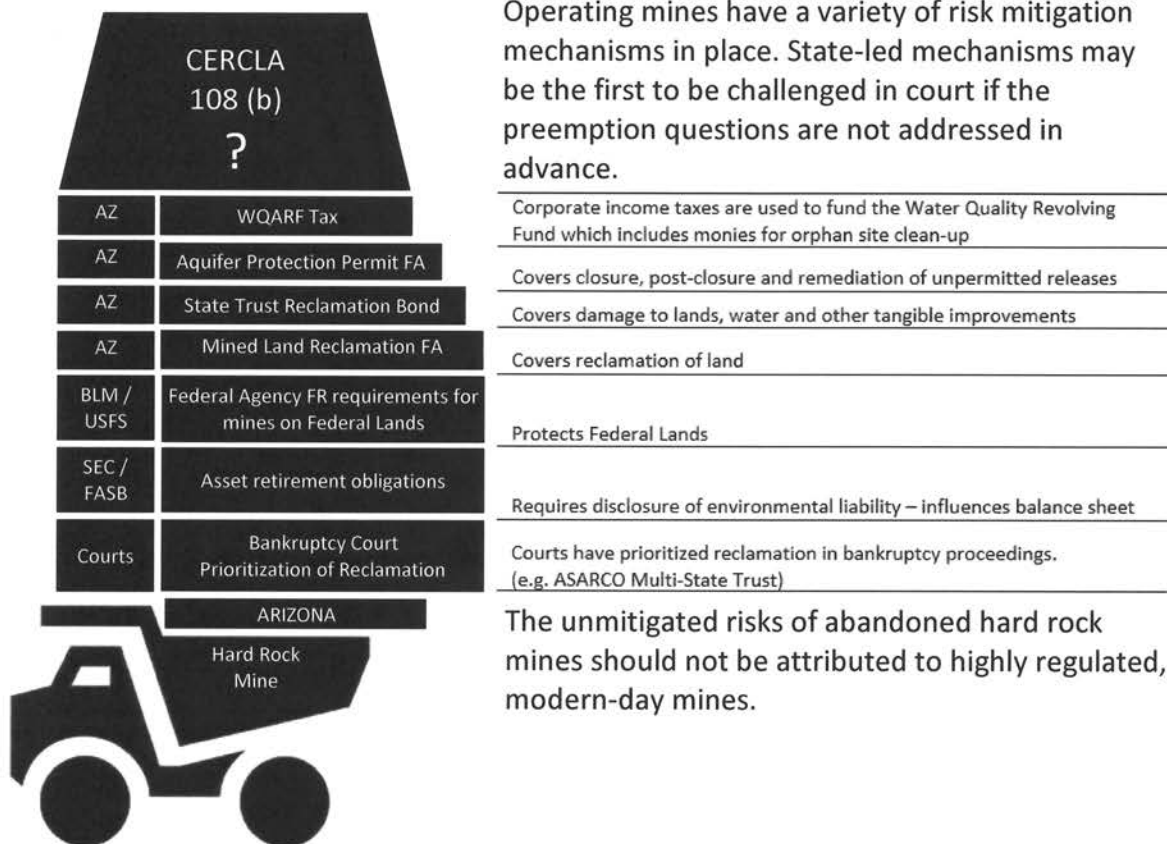 Operating mines have a variety of risk mitigation
mechanisms in place. State-led mechanisms may
be the first to be challenged in court if the
preemption questions are not addressed in
advance.
CERCLA
108 (b)
?
AZ WQARF Tax
Corporate income taxes are used to fund the Water Quality Revolving
Fund which includes monies for orphan site clean-up
AZ Aquifer Protection Permit FA
Covers closure, post-closure and remediation of unpermitted releases
AZ State Trust Reclamation Bond
Covers damage to lands, water and other tangible improvements
AZ Mined Land Reclamation FA
Covers reclamation of land
BLM /
USFS
Federal Agency FR requirements for
mines on Federal Lands
Protects Federal Lands
SEC /
FASB
Asset retirement obligations
Requires disclosure of environmental liability – influences balance sheet
Courts
Bankruptcy Court
Prioritization of Reclamation
Courts have prioritized reclamation in bankruptcy proceedings.
(e.g. ASARCO Multi-State Trust)
ARIZONA
Hard Rock
Mine
The unmitigated risks of abandoned hard rock
mines should not be attributed to highly regulated,
modern-day mines.